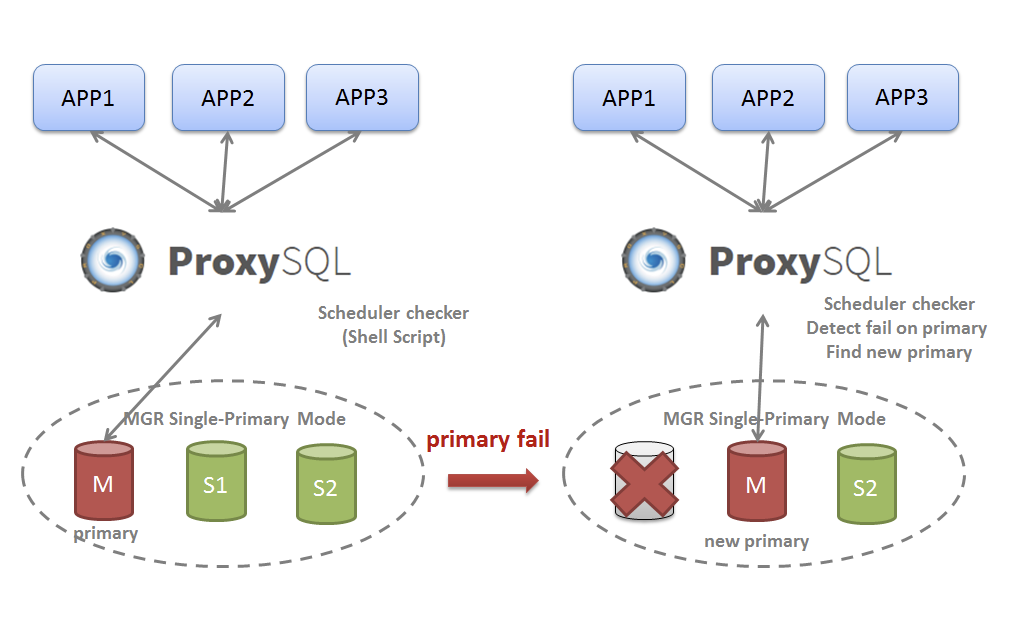 APP1
APP2
APP3
ProxySQL
Scheduler checker
(Shell Script)
MGR Single-Primary Mode
M
S1
S2
primary
primary fail
APP1
APP2
APP3
ProxySQL
Scheduler checker
Detect fail on primary
Find new primary
MGR Single-Primary Mode
M
S2
new primary